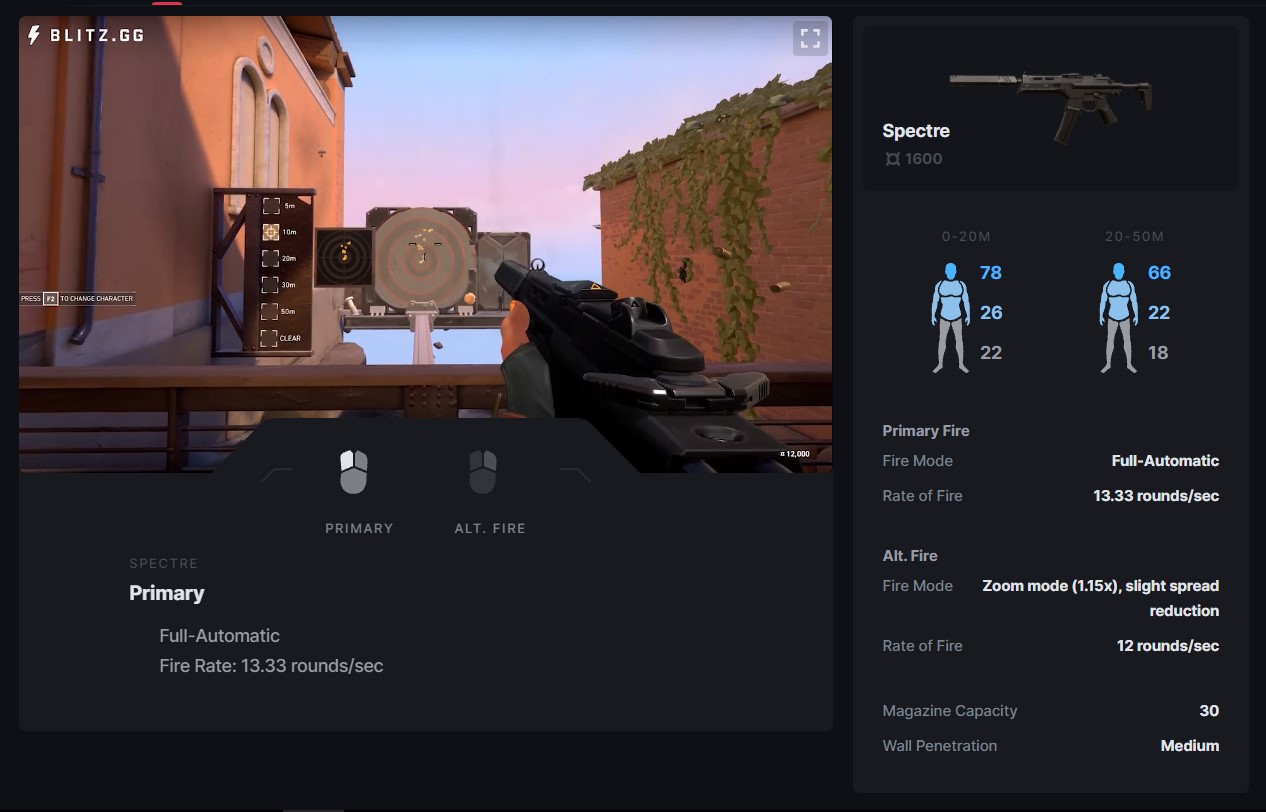 BLITZ.GG
5m
10m
20m
30m
50m
CLEAR
PRESS F2 TO CHANGE CHARACTER
¤ 12,000
PRIMARY
ALT. FIRE
SPECTRE
Primary
Full-Automatic
Fire Rate: 13.33 rounds/sec
Spectre
¤ 1600
0-20M
20-50M
78
66
26
22
22
18
Primary Fire
Fire Mode Full-Automatic
Rate of Fire 13.33 rounds/sec
Alt. Fire
Fire Mode Zoom mode (1.15x), slight spread
reduction
Rate of Fire 12 rounds/sec
Magazine Capacity 30
Wall Penetration Medium